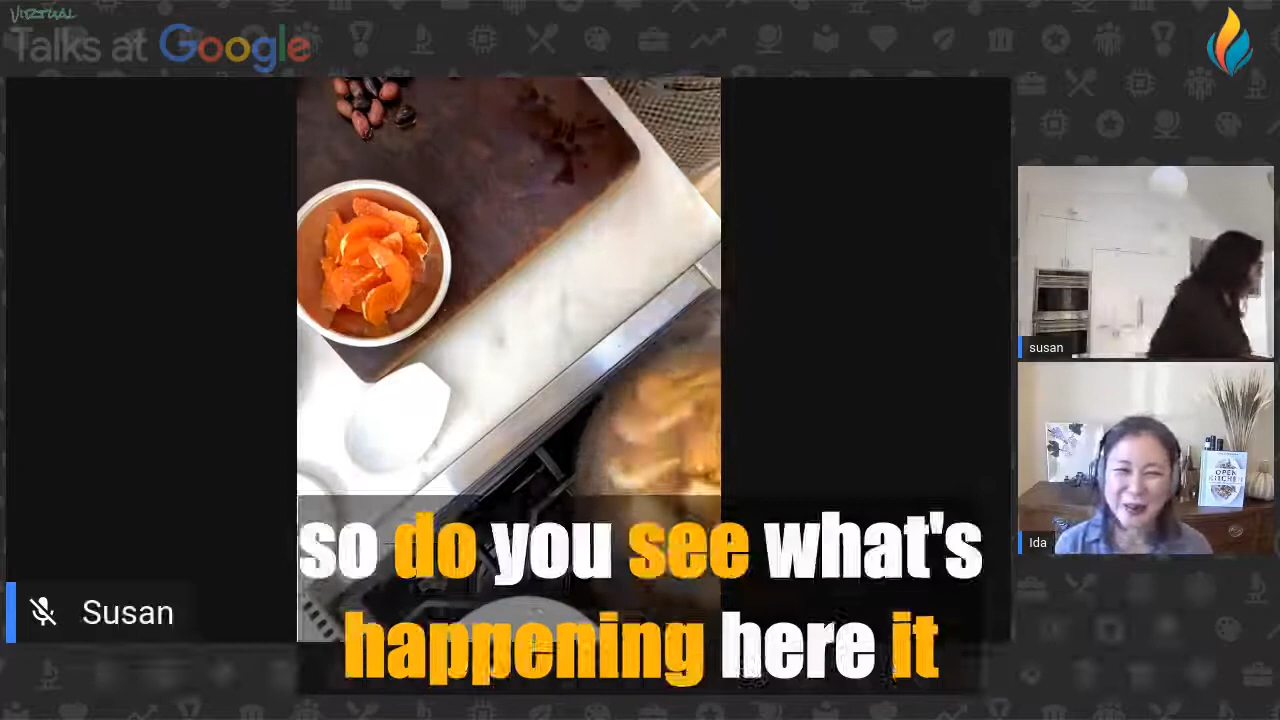 VIRTUAL
Talks at Google
susan
OPEN
KITCHEN
Ida
Susan
so do you see what's
happening here it